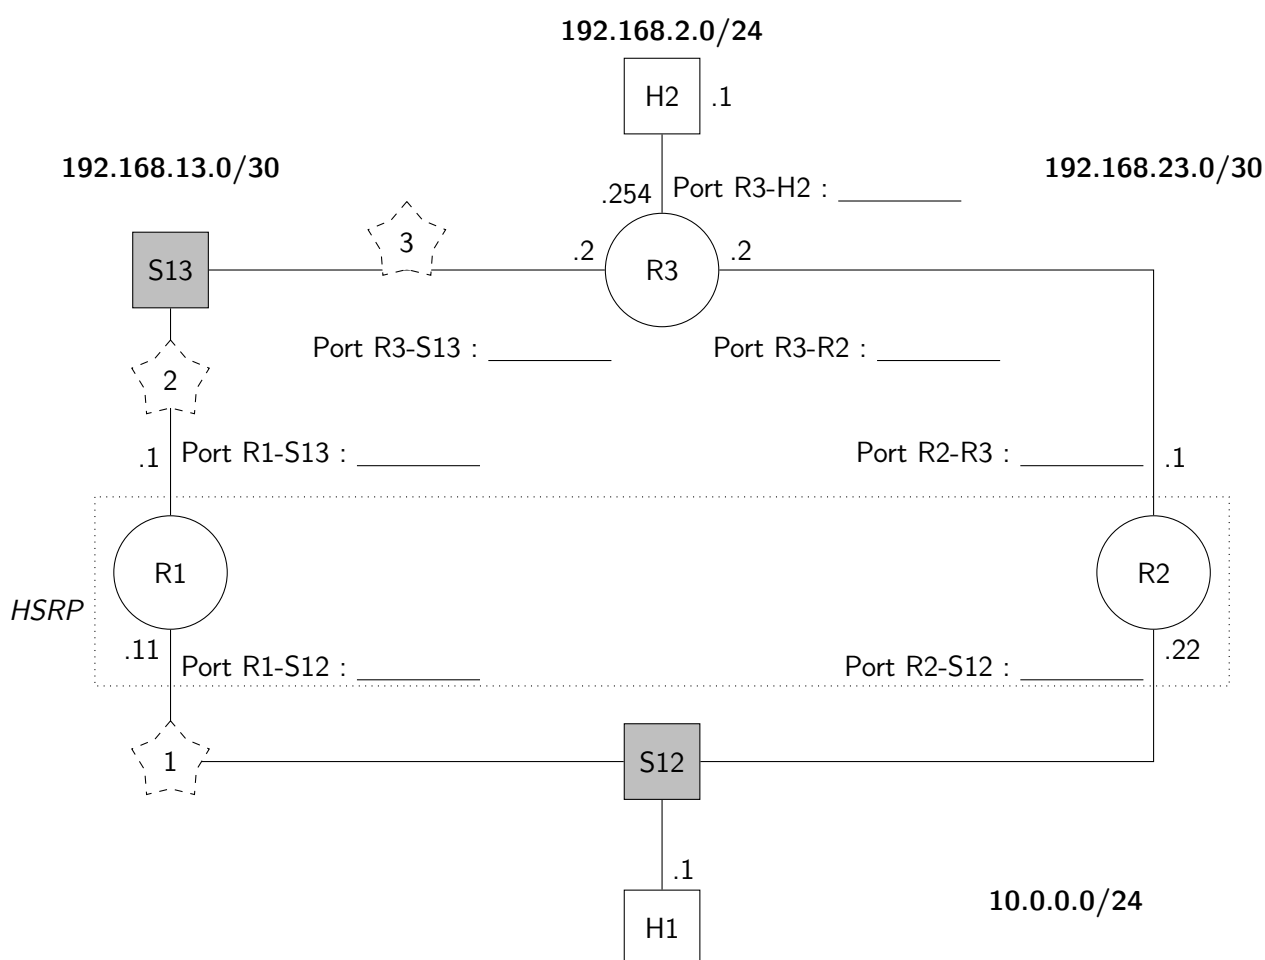 192.168.2.0/24
H2 .1
192.168.13.0/30
192.168.23.0/30
.254 Port R3-H2 : 
3
S13
.2 R3 .2
Port R3-S13 : 
Port R3-R2 : 
2
.1 Port R1-S13 : 
Port R2-R3 : .1
R1
R2
HSRP
.11 Port R1-S12 : 
Port R2-S12 : .22
1
S12
.1
10.0.0.0/24
H1